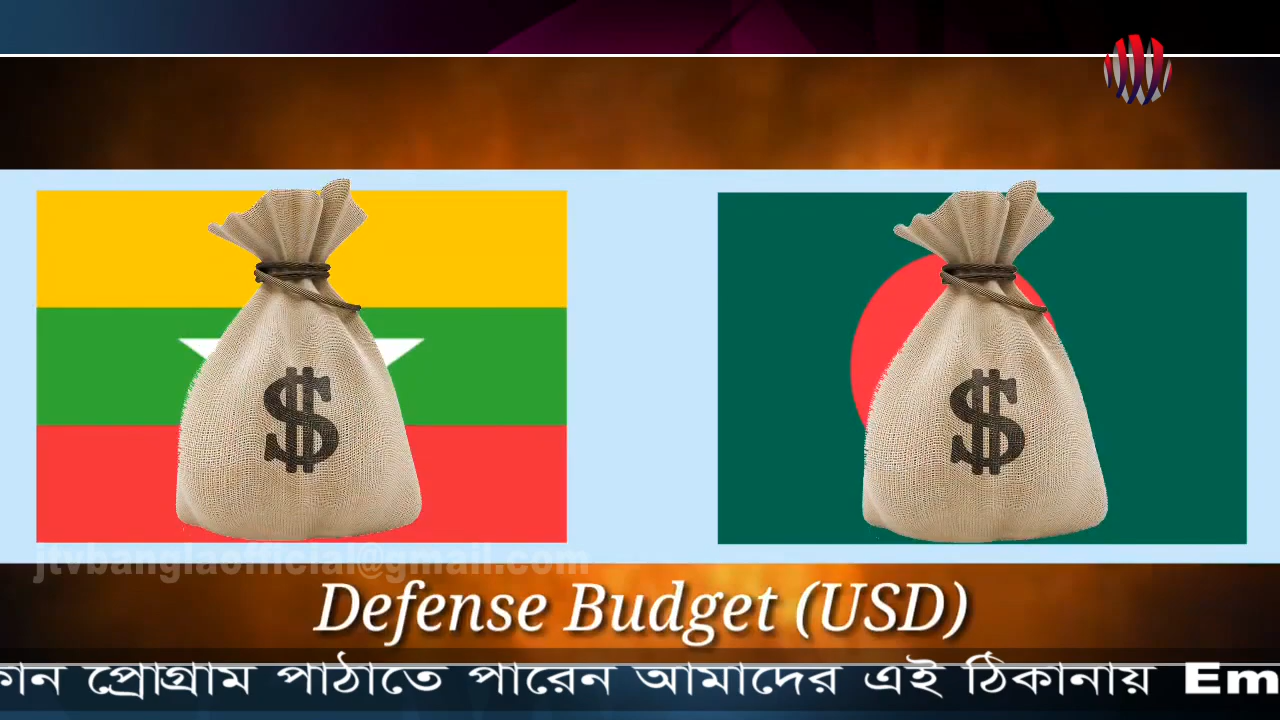 $ $
jtvbanglaofficial@gmail.com
Defense Budget (USD)
প্রোগ্রাম পাঠাতে পারেন আমাদের এই ঠিকানায় Em